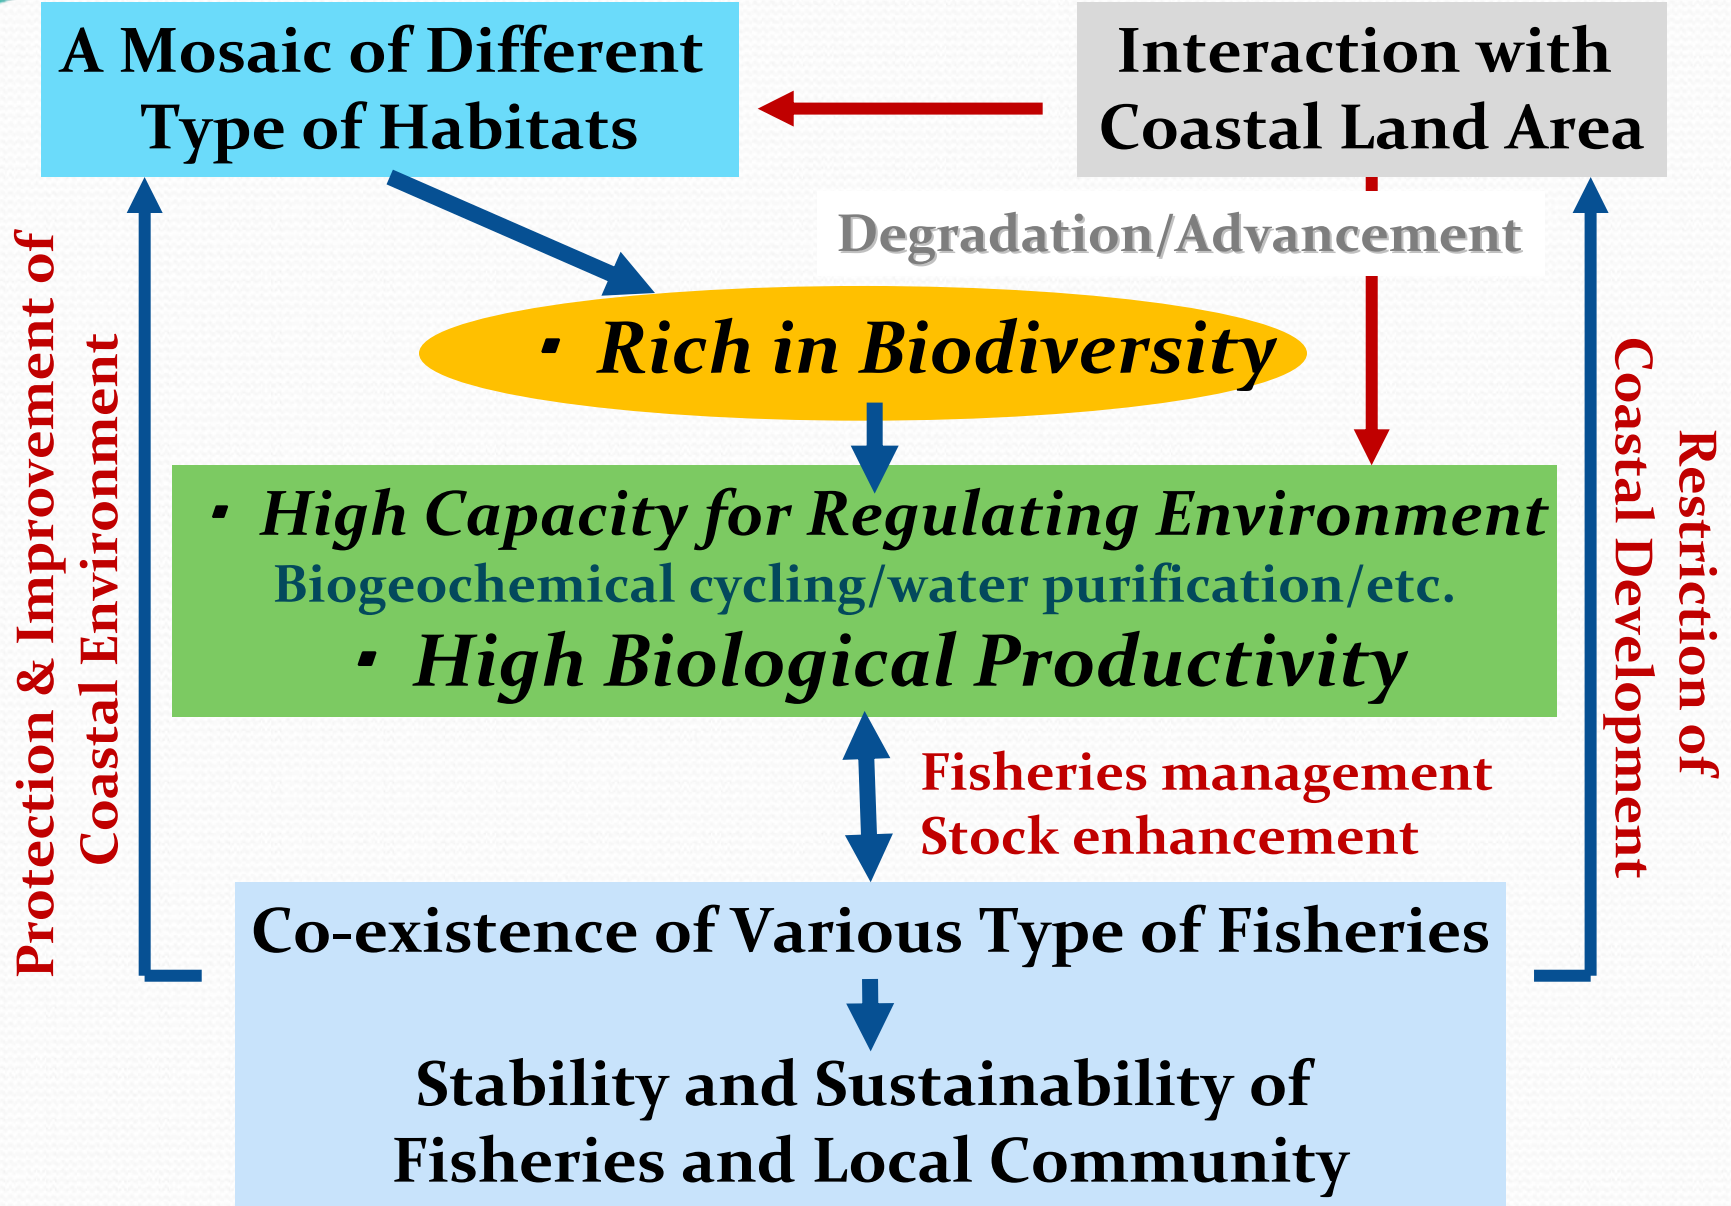 A Mosaic of Different
Type of Habitats
Interaction with
Coastal Land Area
Degradation/Advancement
▪ Rich in Biodiversity
▪ High Capacity for Regulating Environment
Biogeochemical cycling/water purification/etc.
▪ High Biological Productivity
Fisheries management
Stock enhancement
Co-existence of Various Type of Fisheries
Stability and Sustainability of
Fisheries and Local Community
Protection & Improvement of
Coastal Environment
Restriction of
Coastal Development